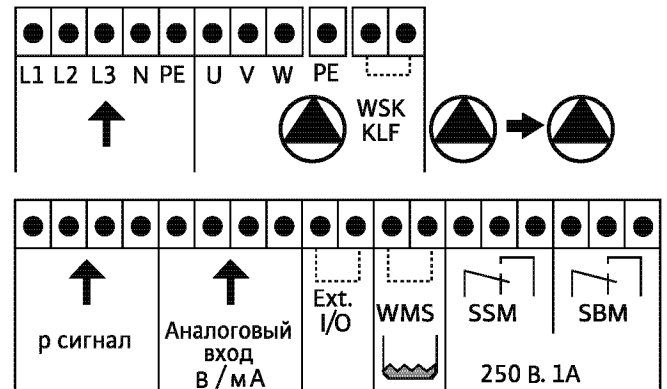 L1 L2 L3 N PE U V W PE
WSK
KLF
р сигнал
Аналоговый
вход
В / мА
Ext.
I/O
WMS
SSM
SBM
250 В. 1А